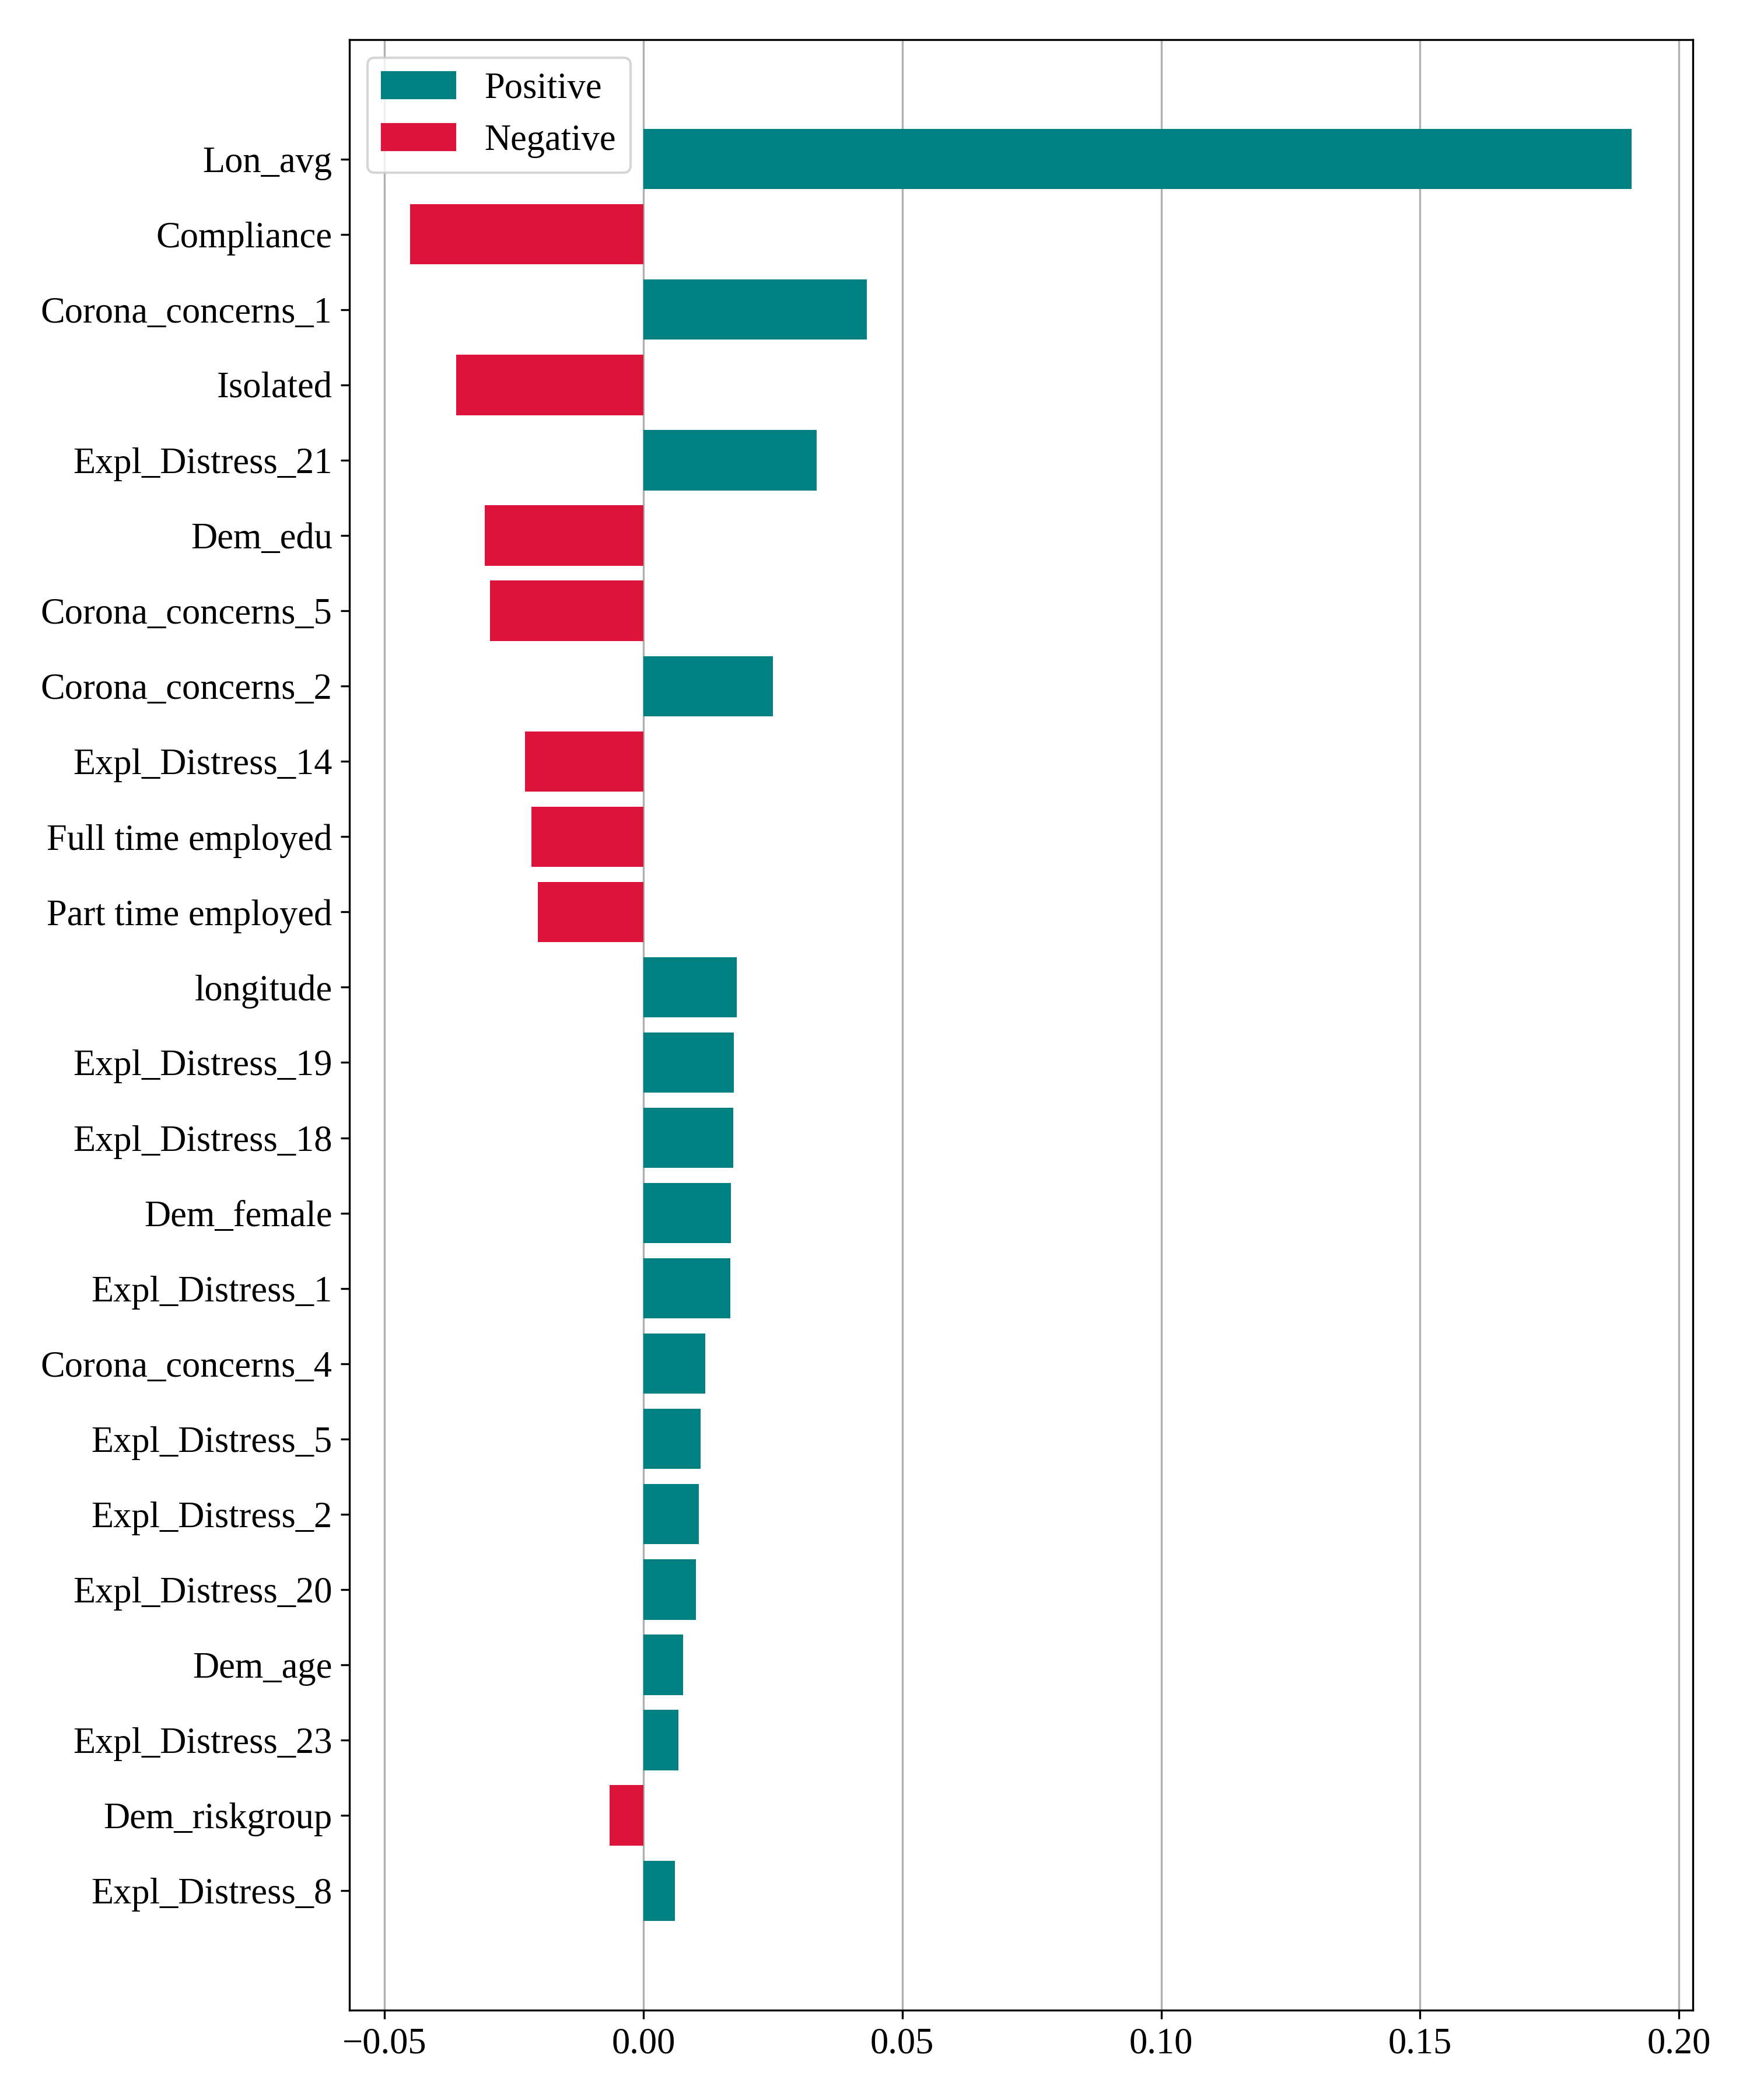 Positive
Negative
Lon_avg
Compliance
Corona_concerns_1
Isolated
Expl_Distress_21
Dem_edu
Corona_concerns_5
Corona_concerns_2
Expl_Distress_14
Full time employed
Part time employed
longitude
Expl_Distress_19
Expl_Distress_18
Dem_female
Expl_Distress_1
Corona_concerns_4
Expl_Distress_5
Expl_Distress_2
Expl_Distress_20
Dem_age
Expl_Distress_23
Dem_riskgroup
Expl_Distress_8
−0.05 0.00 0.05 0.10 0.15 0.20